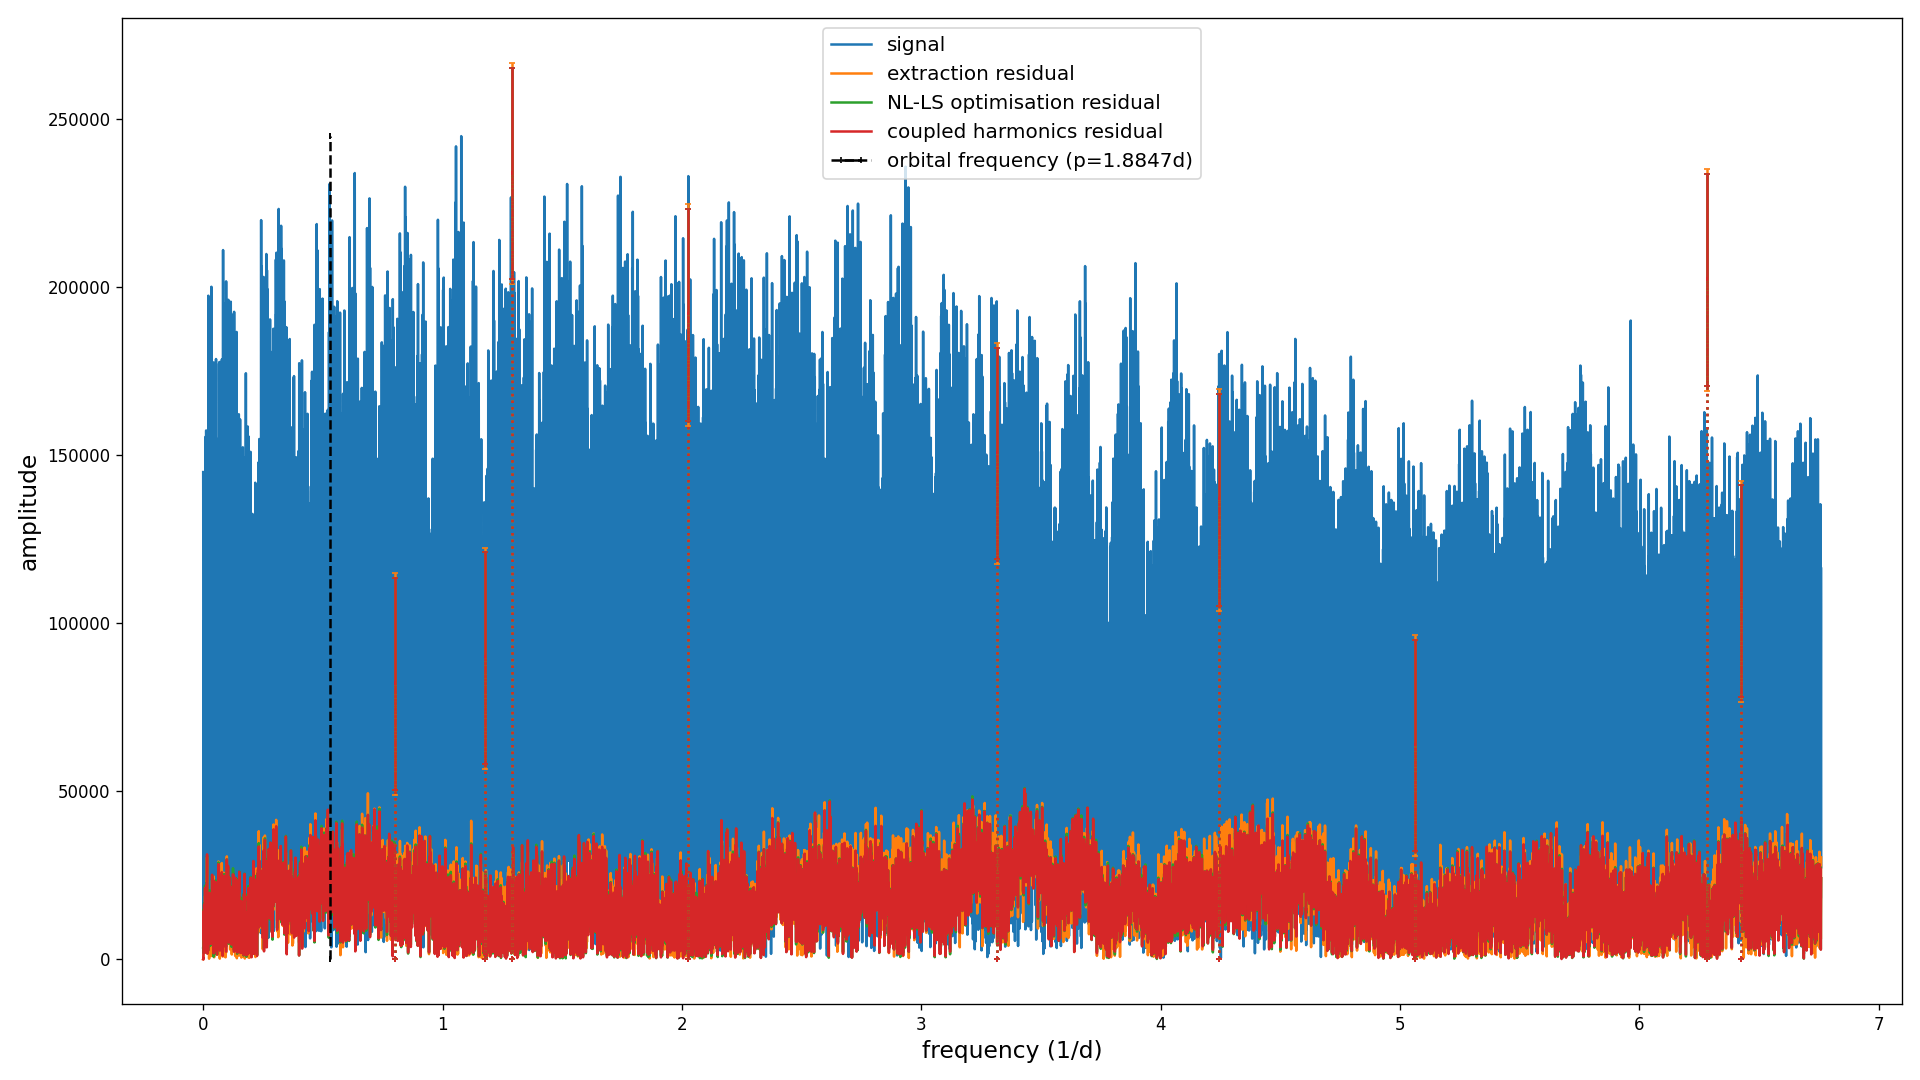 signal
extraction residual
NL-LS optimisation residual
coupled harmonics residual
orbital frequency (p=1.8847d)
250000
200000
150000
100000
50000
0
amplitude
0 1 2 3 4 5 6 7
frequency (1/d)